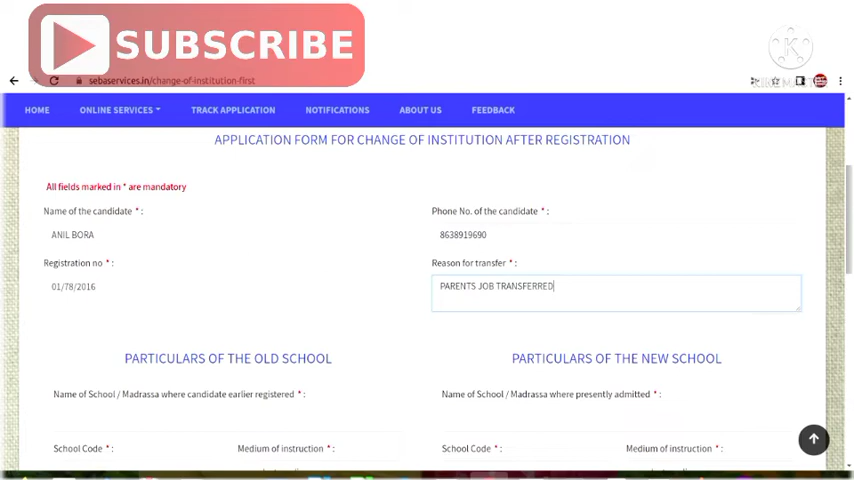 SUBSCRIBE
K
sebaservices.in/change-of-institution-first
HOME ONLINE SERVICES TRACK APPLICATION NOTIFICATIONS ABOUT US FEEDBACK
APPLICATION FORM FOR CHANGE OF INSTITUTION AFTER REGISTRATION
All fields marked in * are mandatory
Name of the candidate * : Phone No. of the candidate * :
ANIL BORA 8638919690
Registration no * : Reason for transfer * :
01/78/2016 PARENTS JOB TRANSFERRED
PARTICULARS OF THE OLD SCHOOL PARTICULARS OF THE NEW SCHOOL
Name of School / Madrassa where candidate earlier registered * : Name of School / Madrassa where presently admitted * :
School Code * : Medium of instruction * : School Code * : Medium of instruction * :